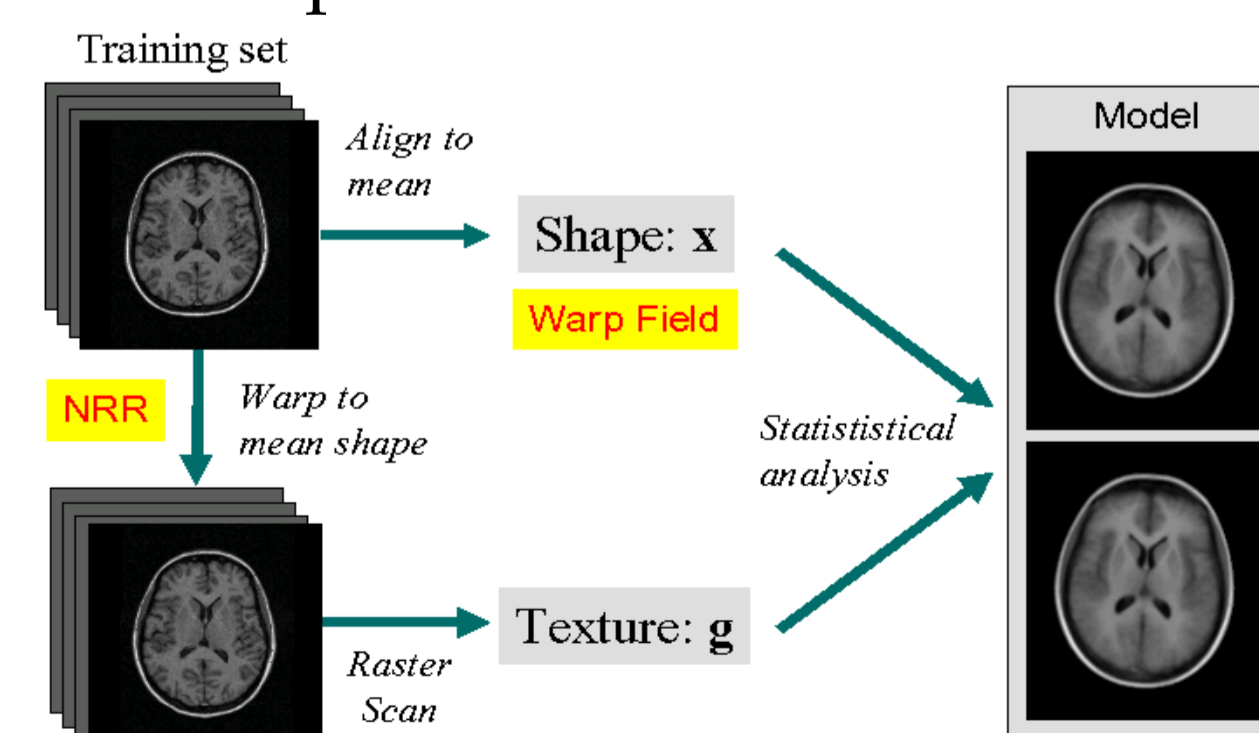 Training set
Align to
mean
Model
Shape: x
Warp Field
NRR
Warp to
mean shape
Statististical
analysis
Texture: g
Raster
Scan